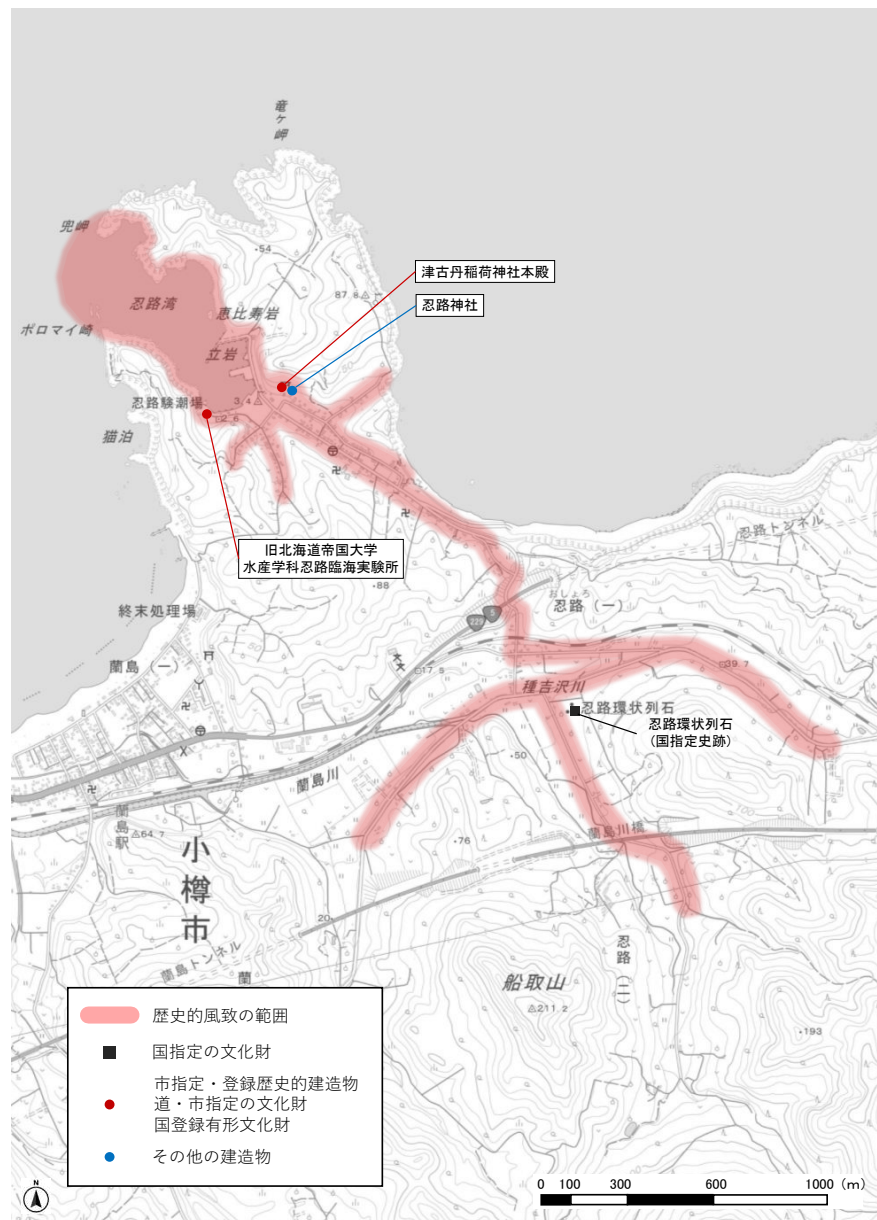 竜ヶ岬
兜岬
・54
津古丹稲荷神社本殿
87.8
忍路湾
恵比寿岩
忍路神社
ポロマイ崎
立岩
忍路験潮場
3.4
2.6
猫泊
忍路トンネル
旧北海道帝国大学
水産学科忍路臨海実験所
・88
おしょろ
忍路(一)
終末処理場
229
5
蘭島(一)
17.5
39.7
種吉沢川
忍路環状列石
忍路環状列石
(国指定史跡)
・50
蘭島川
蘭島駅
64.7
蘭島川橋
100
・76
小樽市
20
忍路(二)
蘭島トンネル
蘭
船取山
211.2
・193
歴史的風致の範囲
国指定の文化財
市指定・登録歴史的建造物
道・市指定の文化財
国登録有形文化財
その他の建造物
N
0 100 300 600 1000 (m)